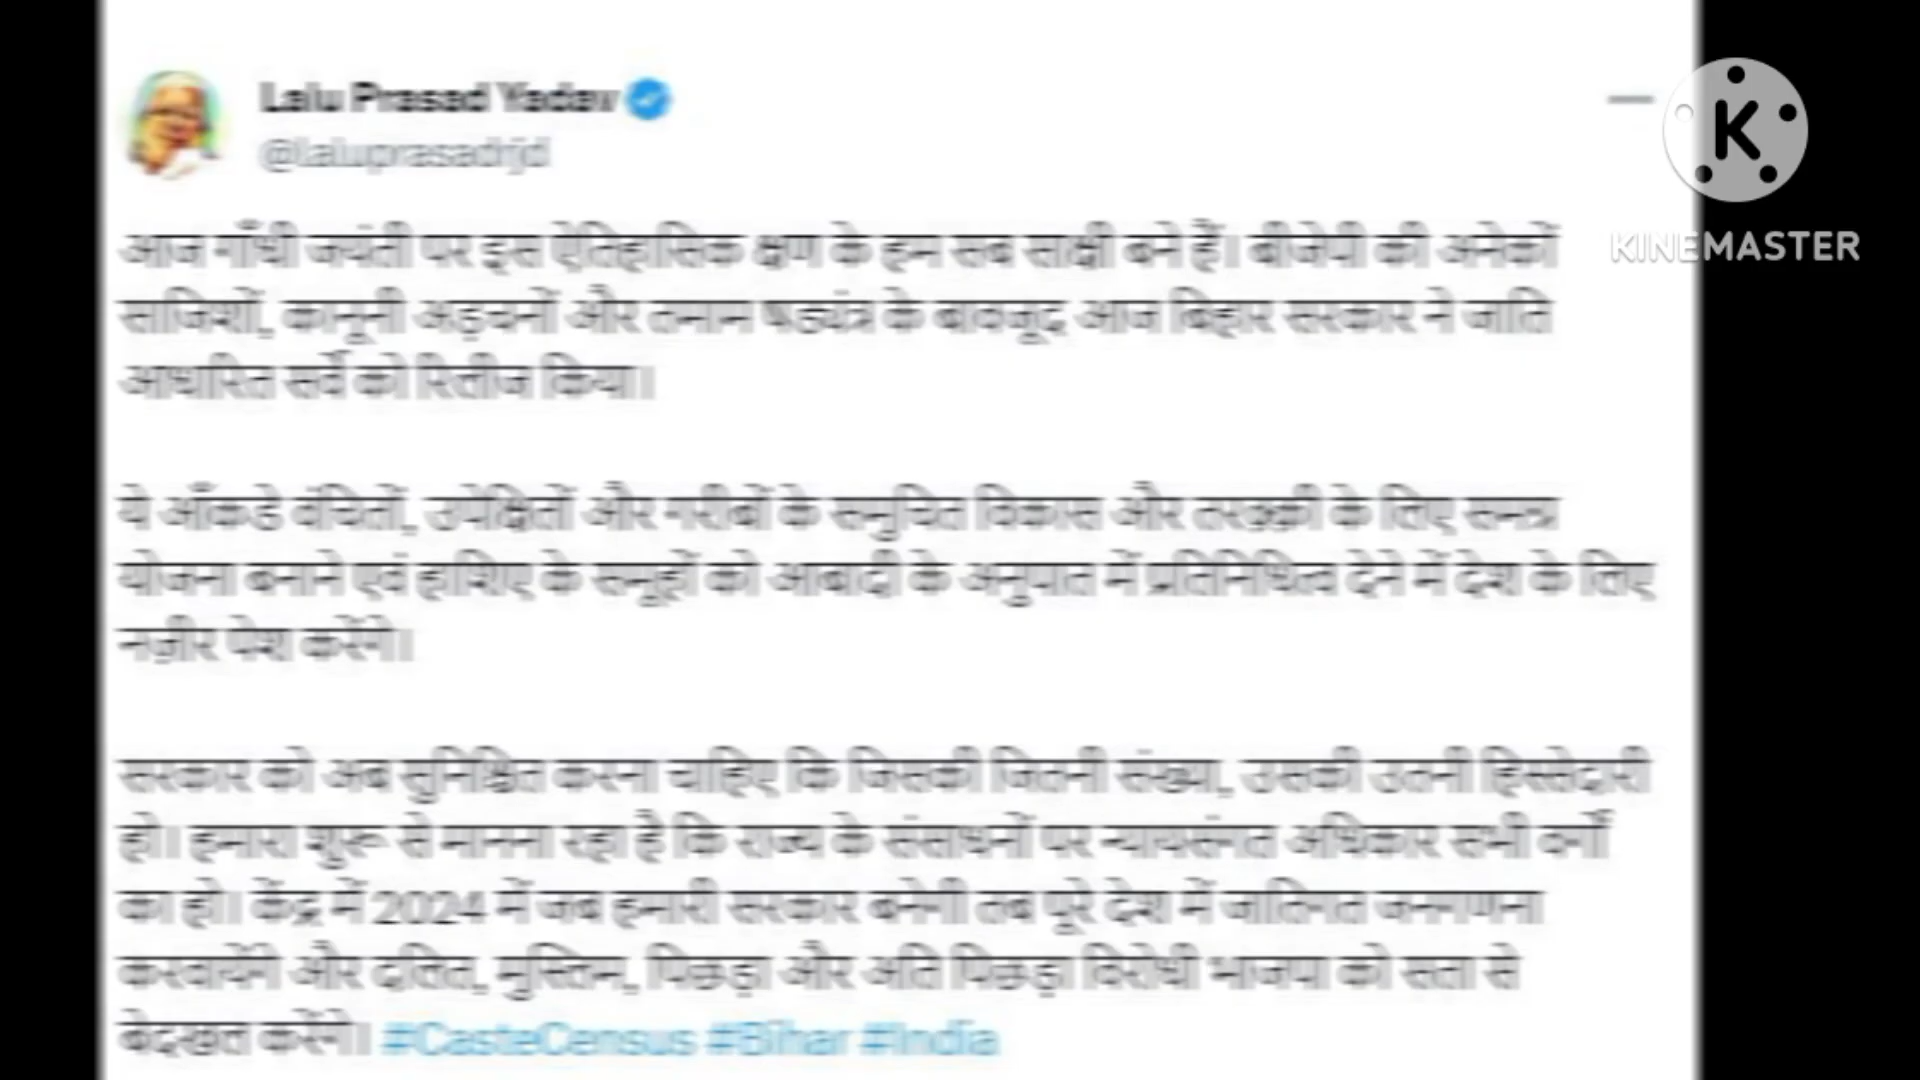 Lalu Prasad Yadav
@laluprasadrjd
KINEMASTER
आज गाँधी जयंती पर इस ऐतिहासिक क्षण के हम सब साक्षी बने हैं। बीजेपी की अनेकों
साजिशों, कानूनी अड़चनों और तमाम षड्यंत्र के बावजूद आज बिहार सरकार ने जाति
आधारित सर्वे को रिलीज किया।
ये आँकडे वंचितों, उपेक्षितों और गरीबों के समुचित विकास और तरक़्क़ी के लिए समग्र
योजना बनाने एवं हाशिए के समूहों को आबादी के अनुपात में प्रतिनिधित्व देने में देश के लिए
नज़ीर पेश करेंगे।
सरकार को अब सुनिश्चित करना चाहिए कि जिसकी जितनी संख्या, उसकी उतनी हिस्सेदारी
हो। हमारा शुरू से मानना रहा है कि राज्य के संसाधनों पर न्यायसंगत अधिकार सभी वर्गों
का हो। केंद्र में 2024 में जब हमारी सरकार बनेगी तब पूरे देश में जातिगत जनगणना
करवायेंगे और दलित, मुस्लिम, पिछड़ा और अति पिछड़ा विरोधी भाजपा को सता से
बेदखल करेंगे। #CasteCensus #Bihar #India